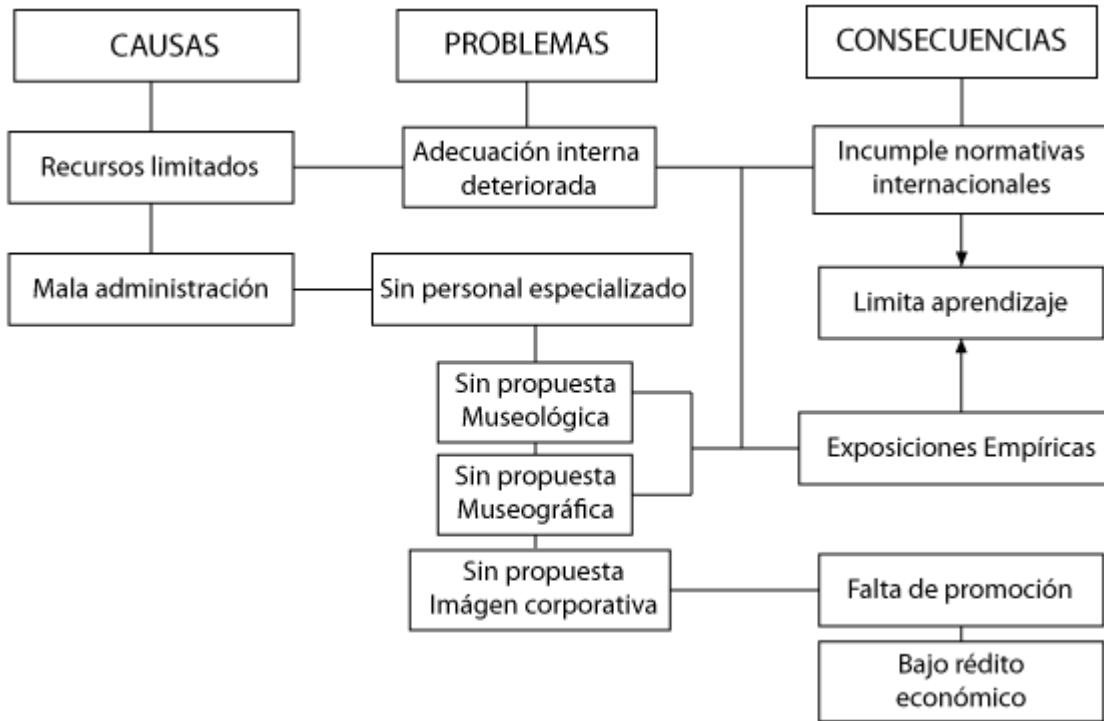 CAUSAS
PROBLEMAS
CONSECUENCIAS
Recursos limitados
Adecuación interna
deteriorada
Incumple normativas
internacionales
Mala administración
Sin personal especializado
Limita aprendizaje
Sin propuesta
Museológica
Exposiciones Empíricas
Sin propuesta
Museográfica
Sin propuesta
Imágen corporativa
Falta de promoción
Bajo rédito
económico